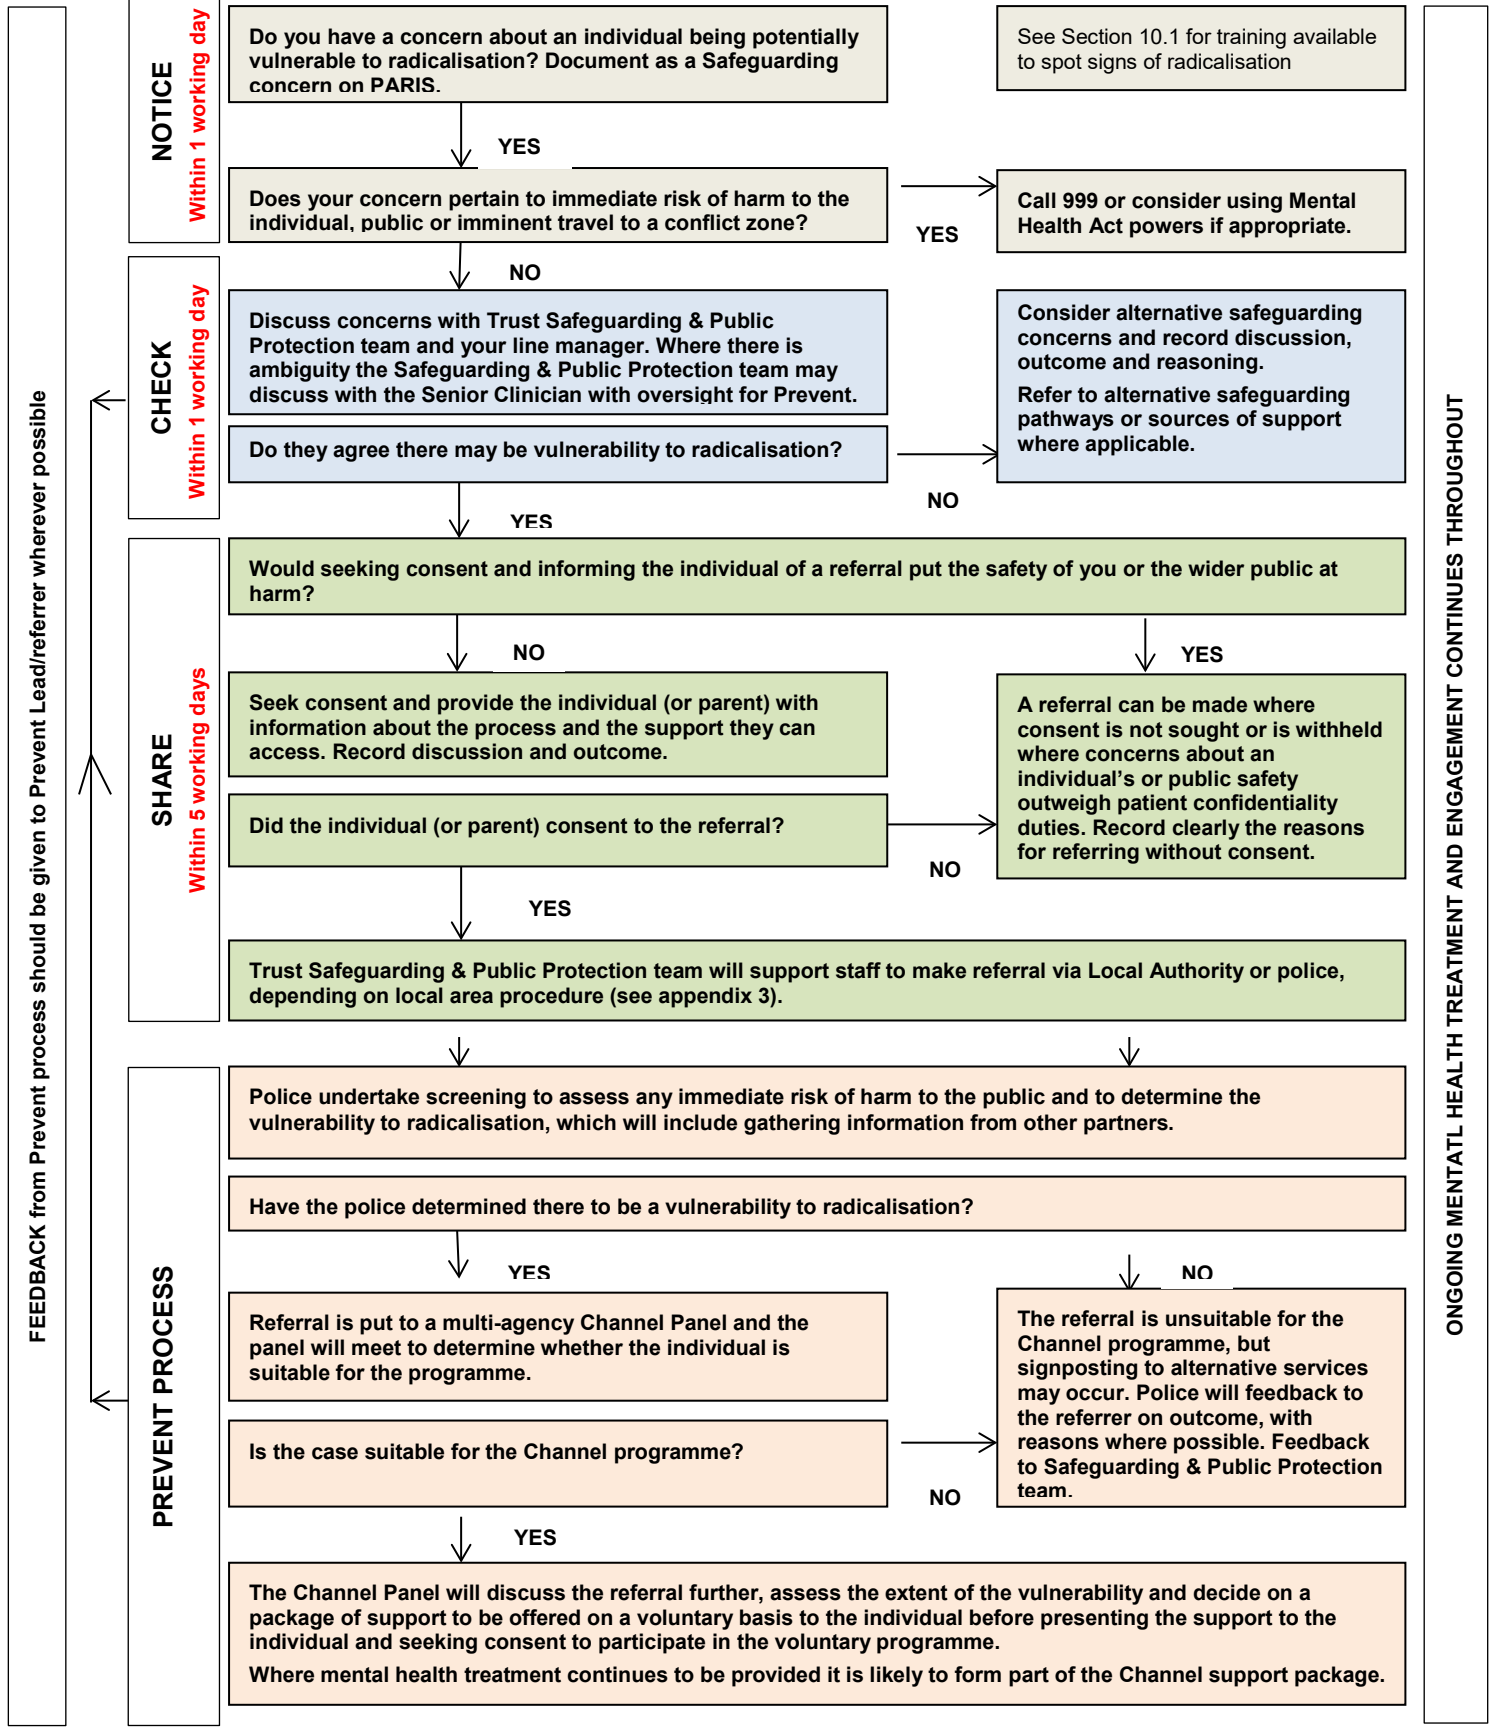 FEEDBACK from Prevent process should be given to Prevent Lead/referrer wherever possible
NOTICE
Within 1 working day
Do you have a concern about an individual being potentially
vulnerable to radicalisation? Document as a Safeguarding
concern on PARIS.
See Section 10.1 for training available
to spot signs of radicalisation
YES
Does your concern pertain to immediate risk of harm to the
individual, public or imminent travel to a conflict zone?
YES
Call 999 or consider using Mental
Health Act powers if appropriate.
NO
CHECK
Within 1 working day
Discuss concerns with Trust Safeguarding & Public
Protection team and your line manager. Where there is
ambiguity the Safeguarding & Public Protection team may
discuss with the Senior Clinician with oversight for Prevent.
Do they agree there may be vulnerability to radicalisation?
NO
Consider alternative safeguarding
concerns and record discussion,
outcome and reasoning.
Refer to alternative safeguarding
pathways or sources of support
where applicable.
YES
SHARE
Within 5 working days
Would seeking consent and informing the individual of a referral put the safety of you or the wider public at
harm?
NO
YES
Seek consent and provide the individual (or parent) with
information about the process and the support they can
access. Record discussion and outcome.
Did the individual (or parent) consent to the referral?
NO
A referral can be made where
consent is not sought or is withheld
where concerns about an
individual's or public safety
outweigh patient confidentiality
duties. Record clearly the reasons
for referring without consent.
YES
Trust Safeguarding & Public Protection team will support staff to make referral via Local Authority or police,
depending on local area procedure (see appendix 3).
PREVENT PROCESS
Police undertake screening to assess any immediate risk of harm to the public and to determine the
vulnerability to radicalisation, which will include gathering information from other partners.
Have the police determined there to be a vulnerability to radicalisation?
YES
NO
Referral is put to a multi-agency Channel Panel and the
panel will meet to determine whether the individual is
suitable for the programme.
Is the case suitable for the Channel programme?
NO
The referral is unsuitable for the
Channel programme, but
signposting to alternative services
may occur. Police will feedback to
the referrer on outcome, with
reasons where possible. Feedback
to Safeguarding & Public Protection
team.
YES
The Channel Panel will discuss the referral further, assess the extent of the vulnerability and decide on a
package of support to be offered on a voluntary basis to the individual before presenting the support to the
individual and seeking consent to participate in the voluntary programme.
Where mental health treatment continues to be provided it is likely to form part of the Channel support package.
ONGOING MENTATL HEALTH TREATMENT AND ENGAGEMENT CONTINUES THROUGHOUT